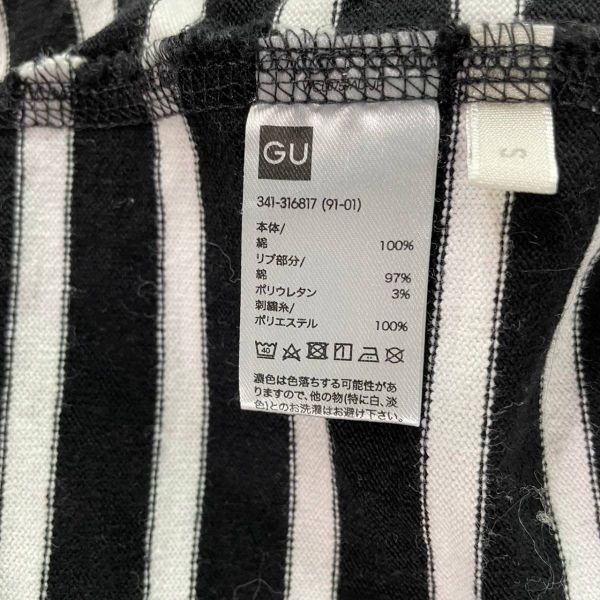 GU
S
341-316817 (91-01)
本体/
綿 100%
リブ部分/
綿 97%
ポリウレタン 3%
刺繍糸/
ポリエステル 100%
40
濃色は色落ちする可能性があ
りますので、他の物(特に白、淡
色)とのお洗濯はお避け下さい。